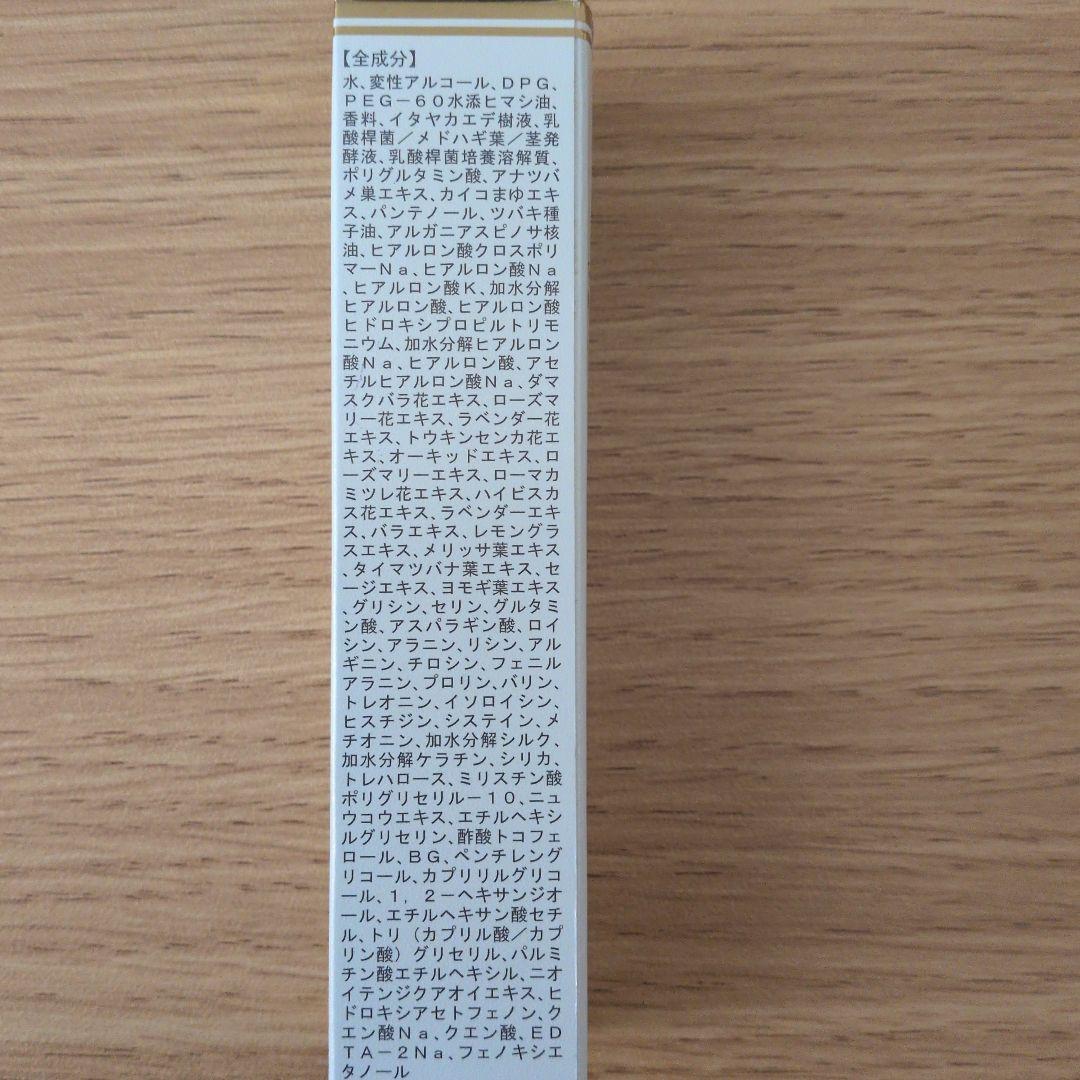 【全成分】
水、変性アルコール、ＤＰＧ、
ＰＥＧ－６０水添ヒマシ油、
香料、イタヤカエデ樹液、乳
酸桿菌／メドハギ葉／茎発
酵液、乳酸桿菌培養溶解質、
ポリグルタミン酸、アナツバ
メ巣エキス、カイコまゆエキ
ス、パンテノール、ツバキ種
子油、アルガニアスピノサ核
油、ヒアルロン酸クロスポリ
マーＮａ、ヒアルロン酸Ｎａ
、ヒアルロン酸Ｋ、加水分解
ヒアルロン酸、ヒアルロン酸
ヒドロキシプロピルトリモ
ニウム、加水分解ヒアルロン
酸Ｎａ、ヒアルロン酸、アセ
チルヒアルロン酸Ｎａ、ダマ
スクバラ花エキス、ローズマ
リー花エキス、ラベンダー花
エキス、トウキンセンカ花エ
キス、オーキッドエキス、ロ
ーズマリーエキス、ローマカ
ミツレ花エキス、ハイビスカ
ス花エキス、ラベンダーエキ
ス、バラエキス、レモングラ
スエキス、メリッサ葉エキス
、タイマツバナ葉エキス、セ
ージエキス、ヨモギ葉エキス
、グリシン、セリン、グルタミ
ン酸、アスパラギン酸、ロイ
シン、アラニン、リシン、アル
ギニン、チロシン、フェニル
アラニン、プロリン、バリン、
トレオニン、イソロイシン、
ヒスチジン、システイン、メ
チオニン、加水分解シルク、
加水分解ケラチン、シリカ、
トレハロース、ミリスチン酸
ポリグリセリル－１０、ニュ
ウコウエキス、エチルヘキシ
ルグリセリン、酢酸トコフェ
ロール、ＢＧ、ペンチレング
リコール、カプリリルグリコ
ール、１，２－ヘキサンジオ
ール、エチルヘキサン酸セチ
ル、トリ（カプリル酸／カプ
リン酸）グリセリル、パルミ
チン酸エチルヘキシル、ニオ
イテンジクアオイエキス、ヒ
ドロキシアセトフェノン、ク
エン酸Ｎａ、クエン酸、ＥＤ
ＴＡ－２Ｎａ、フェノキシエ
タノール